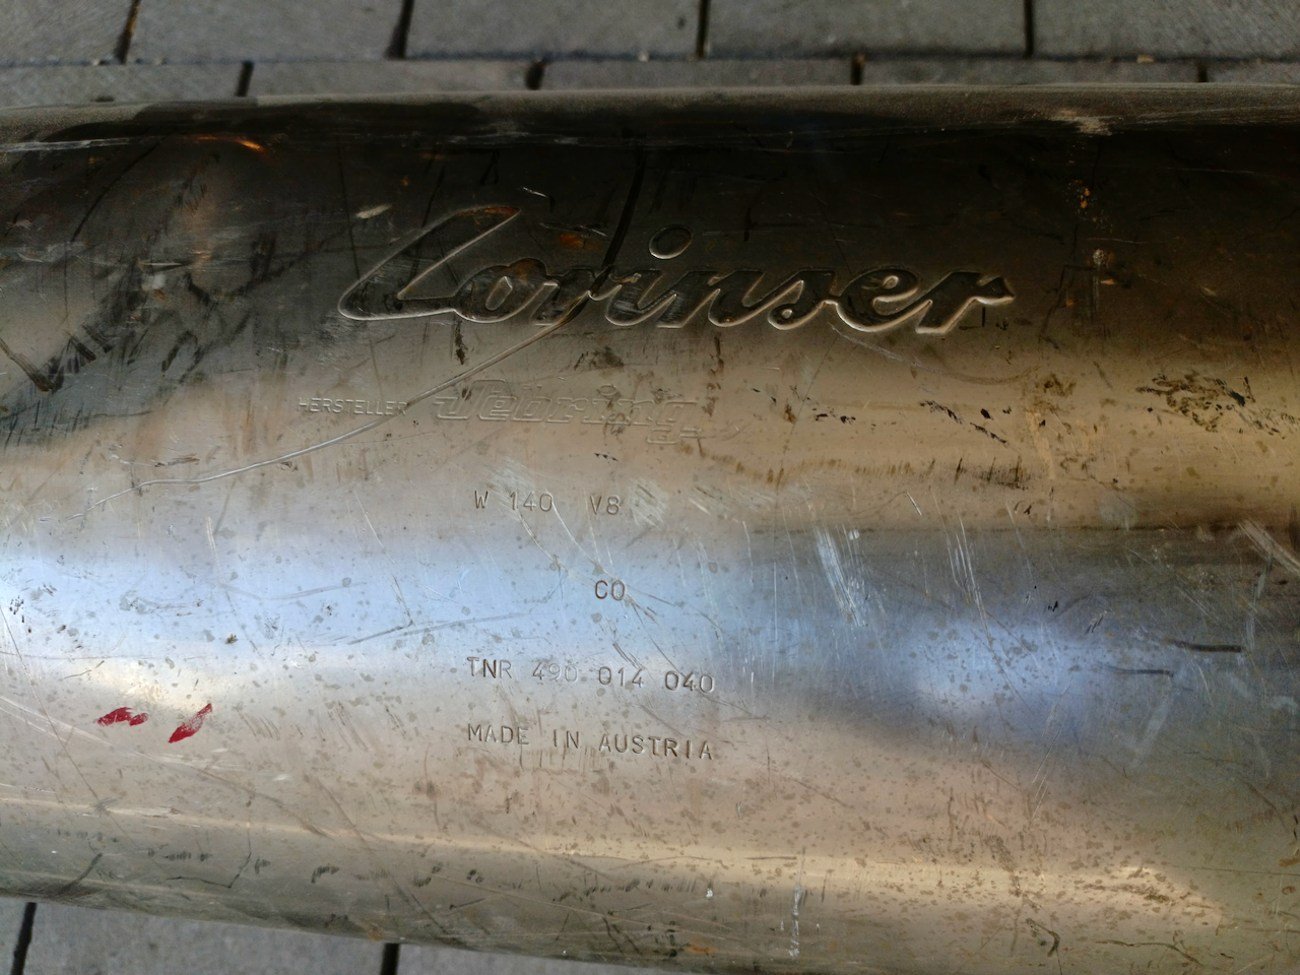 Lorinser
HERSTELLER Jebring
W 140 V8
CO
TNR 490 014 040
MADE IN AUSTRIA